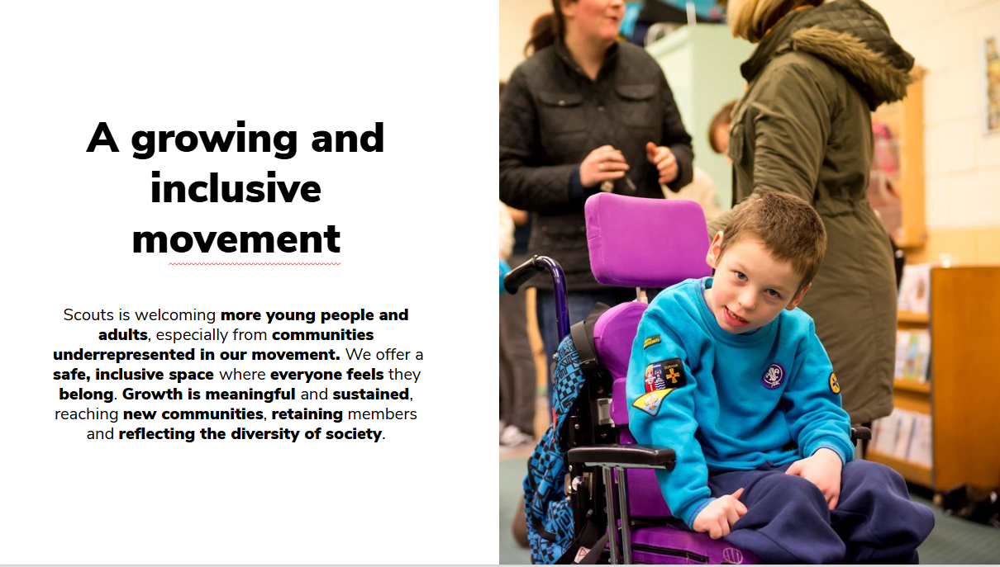 A growing and
inclusive
movement
Scouts is welcoming more young people and
adults, especially from communities
underrepresented in our movement. We offer a
safe, inclusive space where everyone feels they
belong. Growth is meaningful and sustained,
reaching new communities, retaining members
and reflecting the diversity of society.